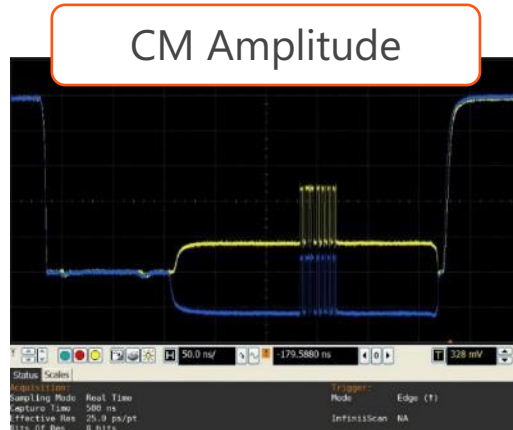 CM Amplitude
H 50.0 ns/ -179.5880 ns 0 T 328 mV
Status Scales
Acquisition: Trigger:
Sampling Mode Real Time Mode Edge (↑)
Capture Time 500 ns
Effective Res 25.0 ps/pt InfiniiScan NA
Bits Of Res 8 bits